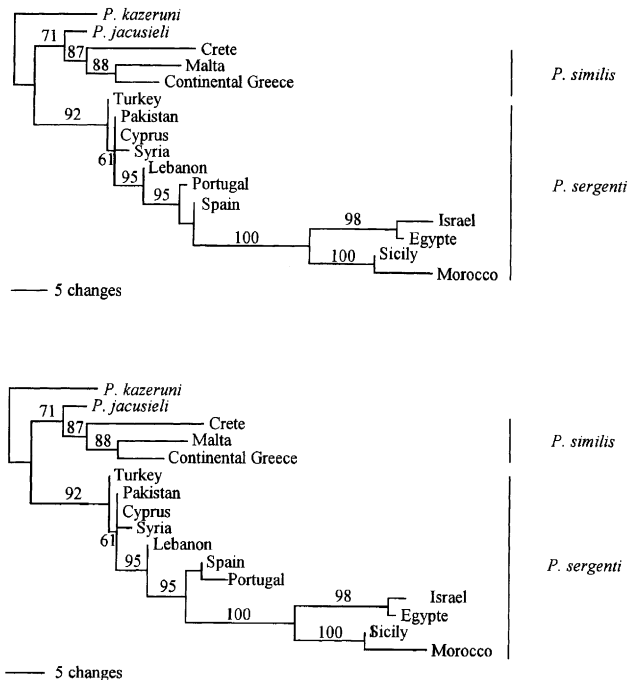 P. kazeruni
71 P. jacusieli
87 Crete
88 Malta
Continental Greece
P. similis
Turkey
92 Pakistan
Cyprus
61 Syria
95 Lebanon
95 Portugal
P. sergenti
Spain
98 Israel
100 Egypte
100 Sicily
Morocco
5 changes
P. kazeruni
71 P. jacusieli
87 Crete
88 Malta
P. similis
Continental Greece
Turkey
92 Pakistan
Cyprus
61 Syria
95 Lebanon
95 Spain
P. sergenti
Portugal
98 Israel
100 Egypte
100 Sicily
Morocco
5 changes